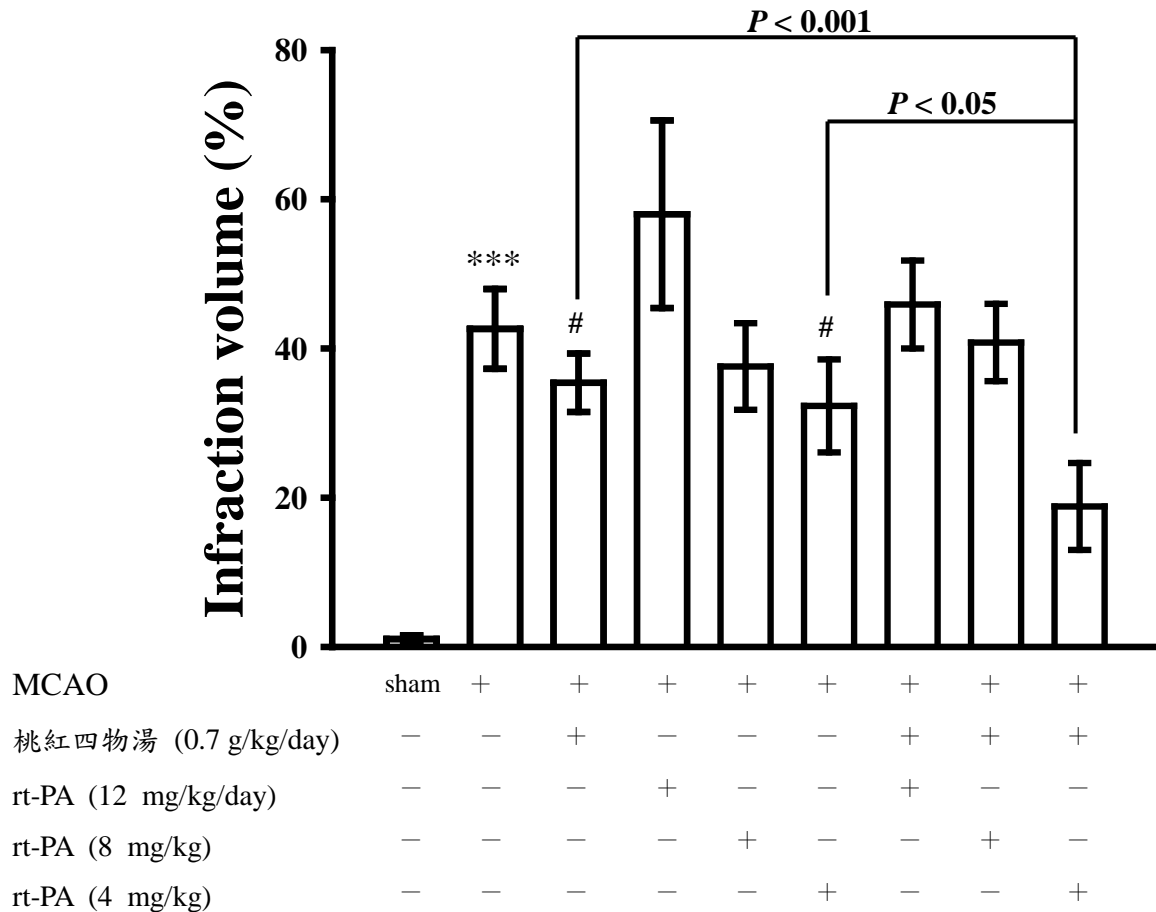 P < 0.001
P < 0.05
Infraction volume (%)
80
60
40
20
0
***
#
#
MCAO sham + + + + + + + +
桃紅四物湯 (0.7 g/kg/day) − − + − − − + + +
rt-PA (12 mg/kg/day) − − − + − − + − −
rt-PA (8 mg/kg) − − − − + − − + −
rt-PA (4 mg/kg) − − − − − + − − +